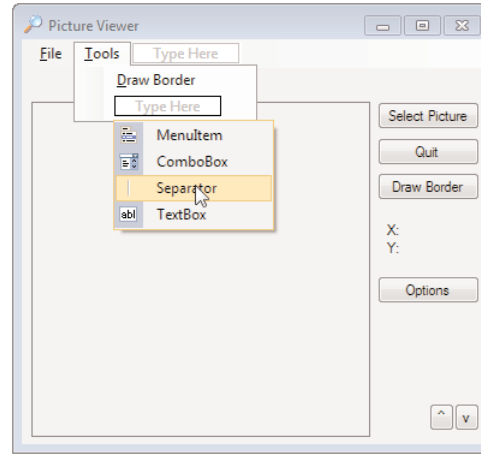 Picture Viewer
File Tools Type Here
Draw Border
Type Here
MenuItem
ComboBox
Separator
abl TextBox
Select Picture
Quit
Draw Border
X:
Y:
Options
^ v